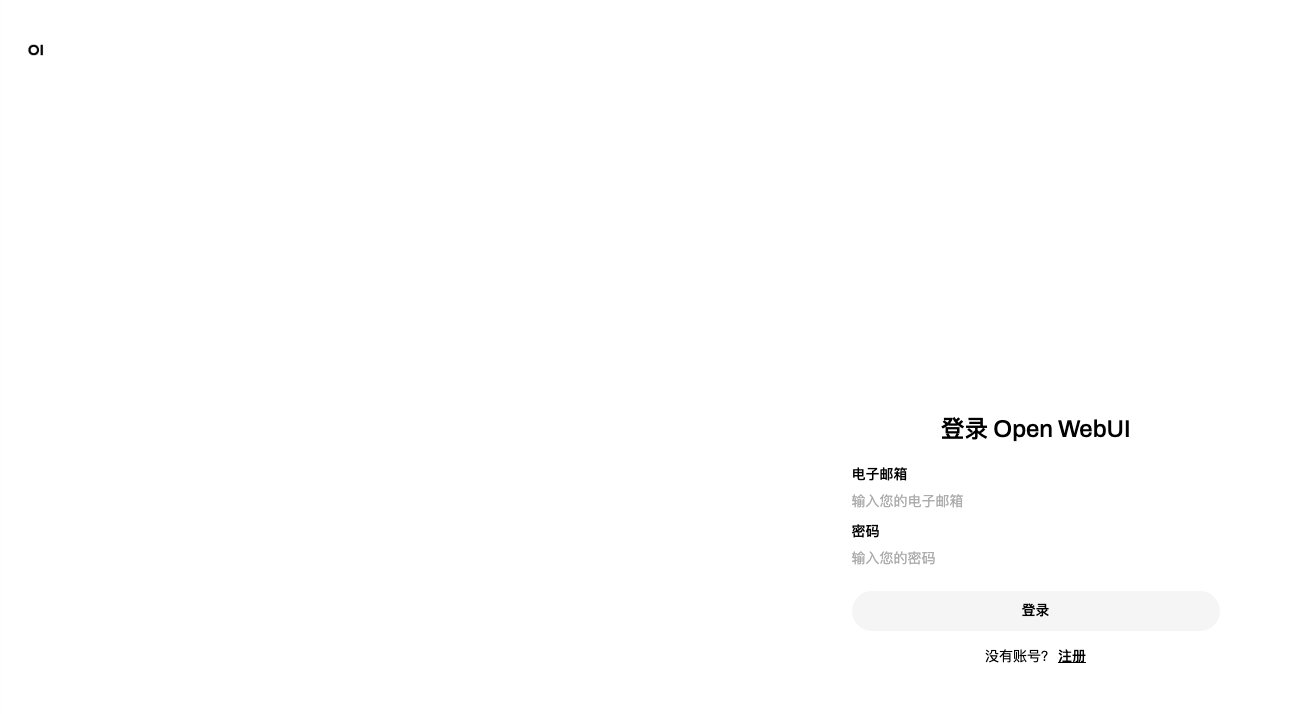 OI
登录 Open WebUI
电子邮箱
输入您的电子邮箱
密码
输入您的密码
登录
没有账号? 注册